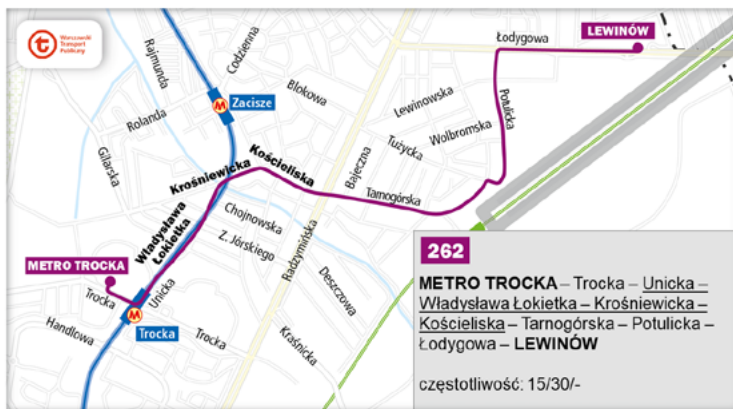 Warszawski
Transport
Publiczny
Rajmunda
Codzienna
Łodygowa
LEWINÓW
Zacisze
Blokowa
Rolanda
Lewinowska
Potulicka
Wolbromska
Tużycka
Gilarska
Kościeliska
Krośniewicka
Bajeczna
Tarnogórska
Władysława
Łokietka
Chojnowska
Z. Jórskiego
Radzymińska
METRO TROCKA
Trocka
Unicka
Deszczowa
Handlowa
Trocka
Trocka
Kraśnicka
262
METRO TROCKA – Trocka – Unicka –
Władysława Łokietka – Krośniewicka –
Kościeliska – Tarnogórska – Potulicka –
Łodygowa – LEWINÓW
częstotliwość: 15/30/-